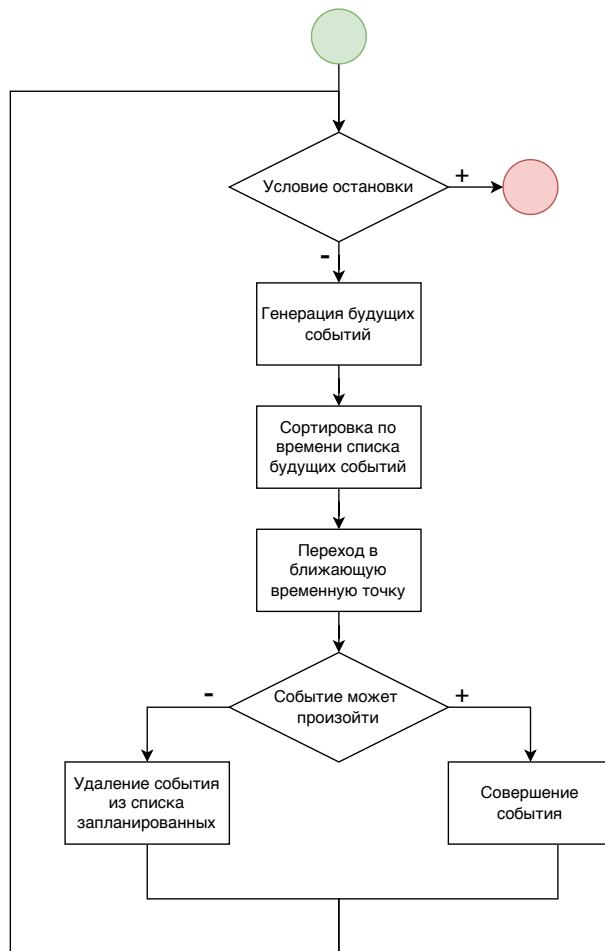 Условие остановки
+
-
Генерация будущих
событий
Сортировка по
времени списка
будущих событий
Переход в
ближающую
временную точку
-
Событие может
произойти
+
Удаление события
из списка
запланированных
Совершение
события